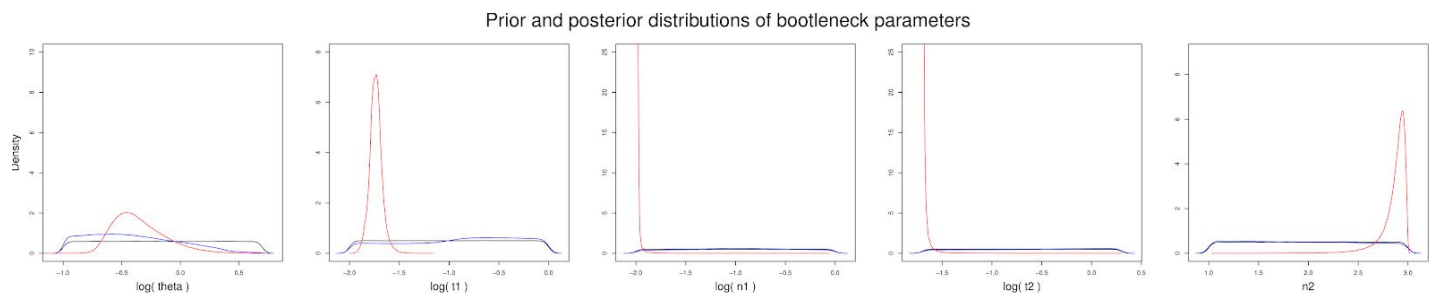 Prior and posterior distributions of bootleneck parameters
Density
0 2 4 6 8 10
-1.0 -0.5 0.0 0.5
log( theta )
0 2 4 6 8
-2.0 -1.5 -1.0 -0.5 0.0
log( t1 )
0 5 10 15 20 25
-2.0 -1.5 -1.0 -0.5 0.0
log( n1 )
0 5 10 15 20 25
-1.5 -1.0 -0.5 0.0 0.5
log( t2 )
0 2 4 6 8
1.0 1.5 2.0 2.5 3.0
n2